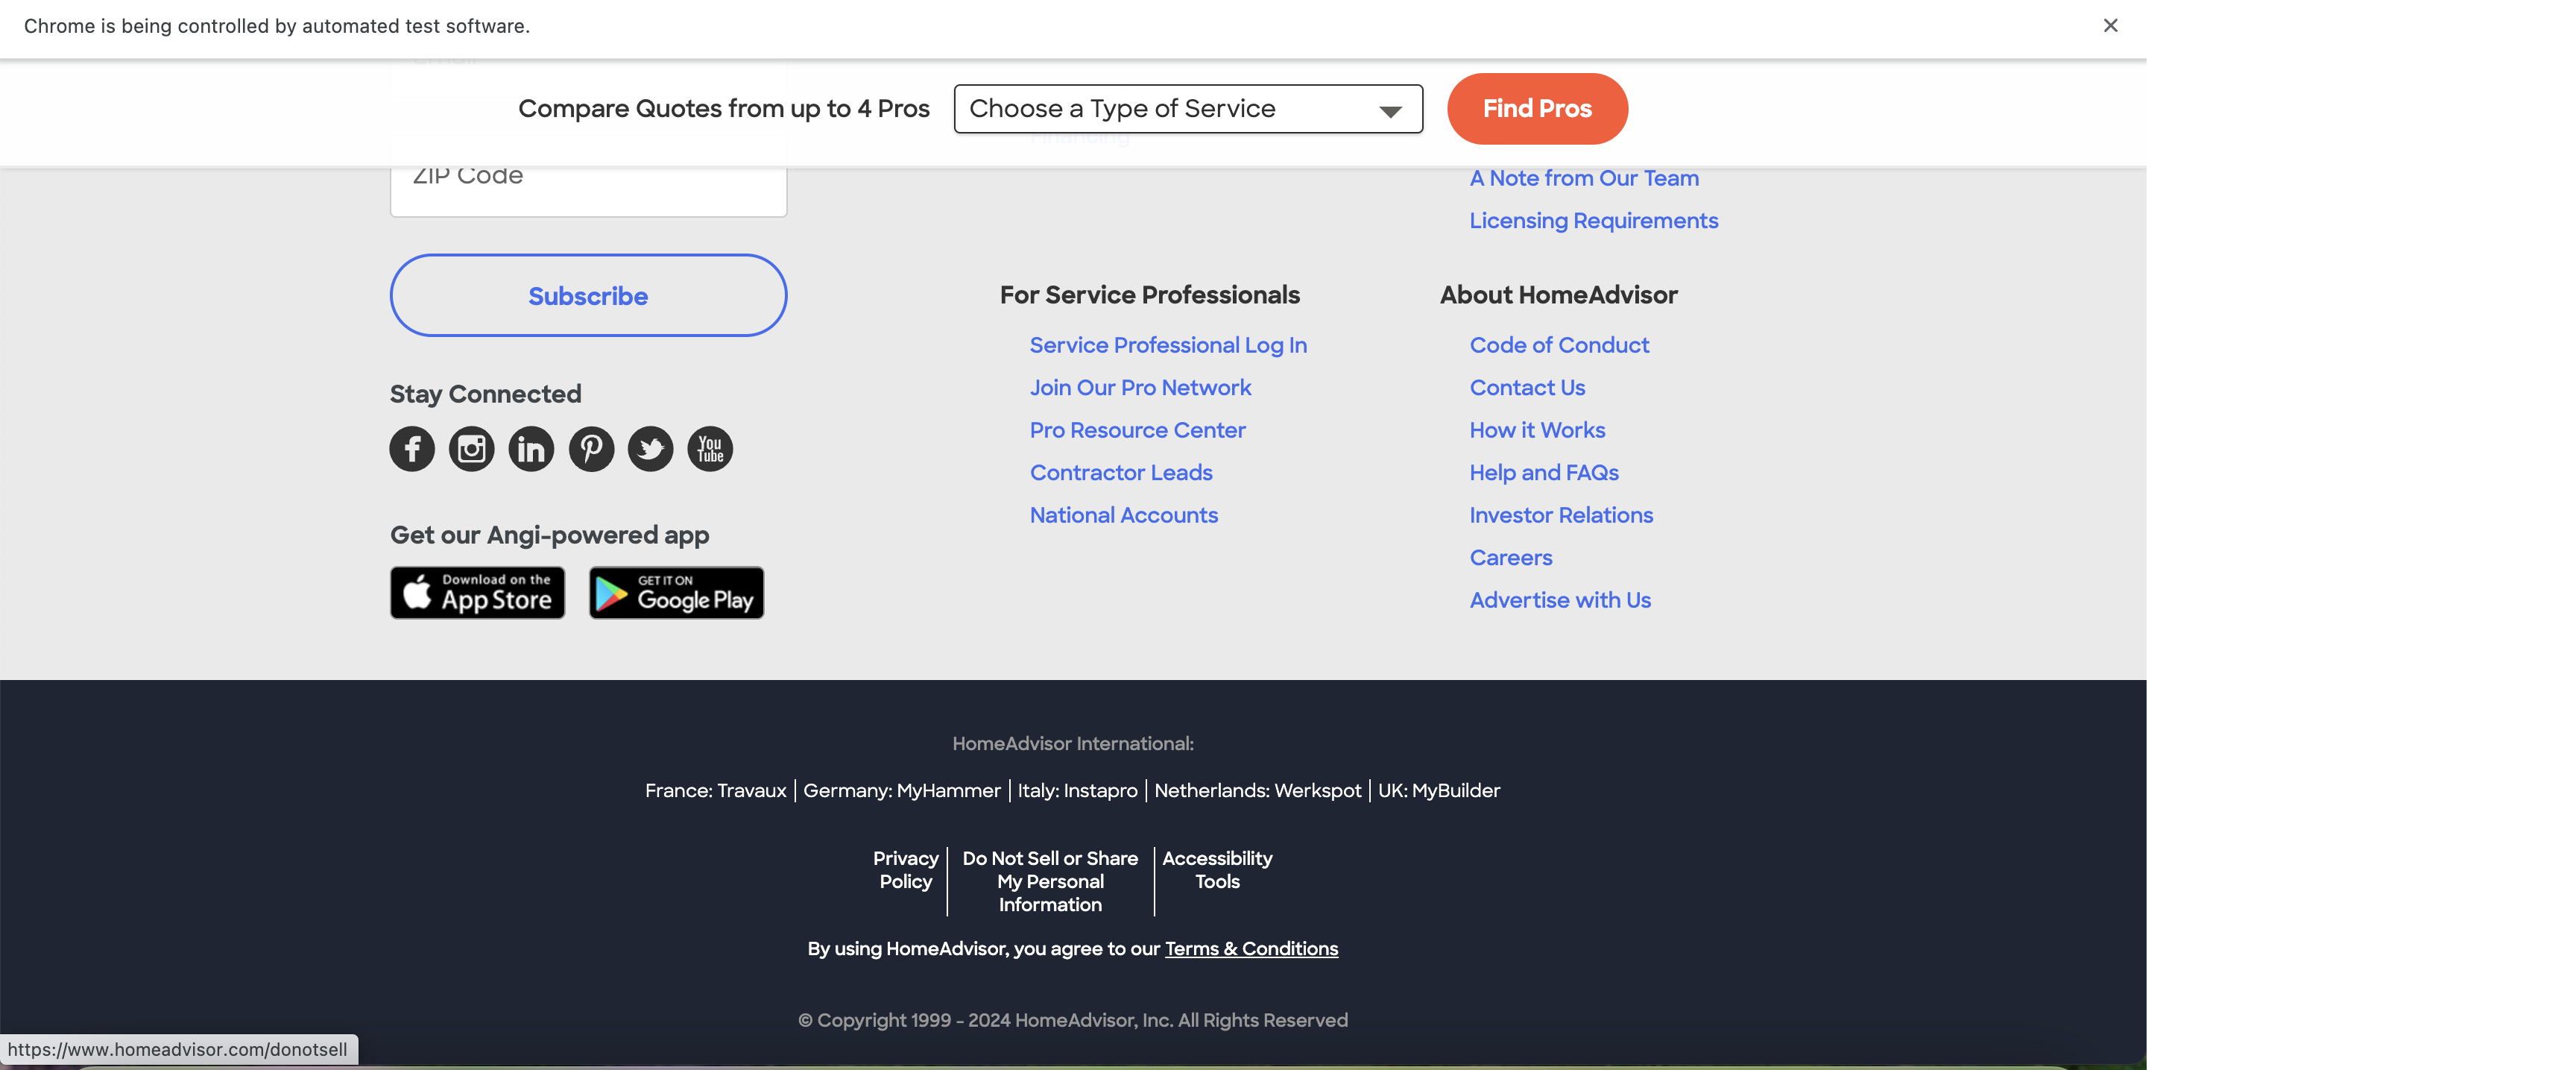 Chrome is being controlled by automated test software.
Compare Quotes from up to 4 Pros
Choose a Type of Service
Find Pros
Email
Financing
ZIP Code
Subscribe
Stay Connected
You
Tube
Get our Angi-powered app
Download on the
App Store
GET IT ON
Google Play
For Service Professionals
Service Professional Log In
Join Our Pro Network
Pro Resource Center
Contractor Leads
National Accounts
A Note from Our Team
Licensing Requirements
About HomeAdvisor
Code of Conduct
Contact Us
How it Works
Help and FAQs
Investor Relations
Careers
Advertise with Us
HomeAdvisor International:
France: Travaux | Germany: MyHammer | Italy: Instapro | Netherlands: Werkspot | UK: MyBuilder
Privacy
Policy
Do Not Sell or Share
My Personal
Information
Accessibility
Tools
By using HomeAdvisor, you agree to our Terms & Conditions
© Copyright 1999 - 2024 HomeAdvisor, Inc. All Rights Reserved
https://www.homeadvisor.com/donotsell